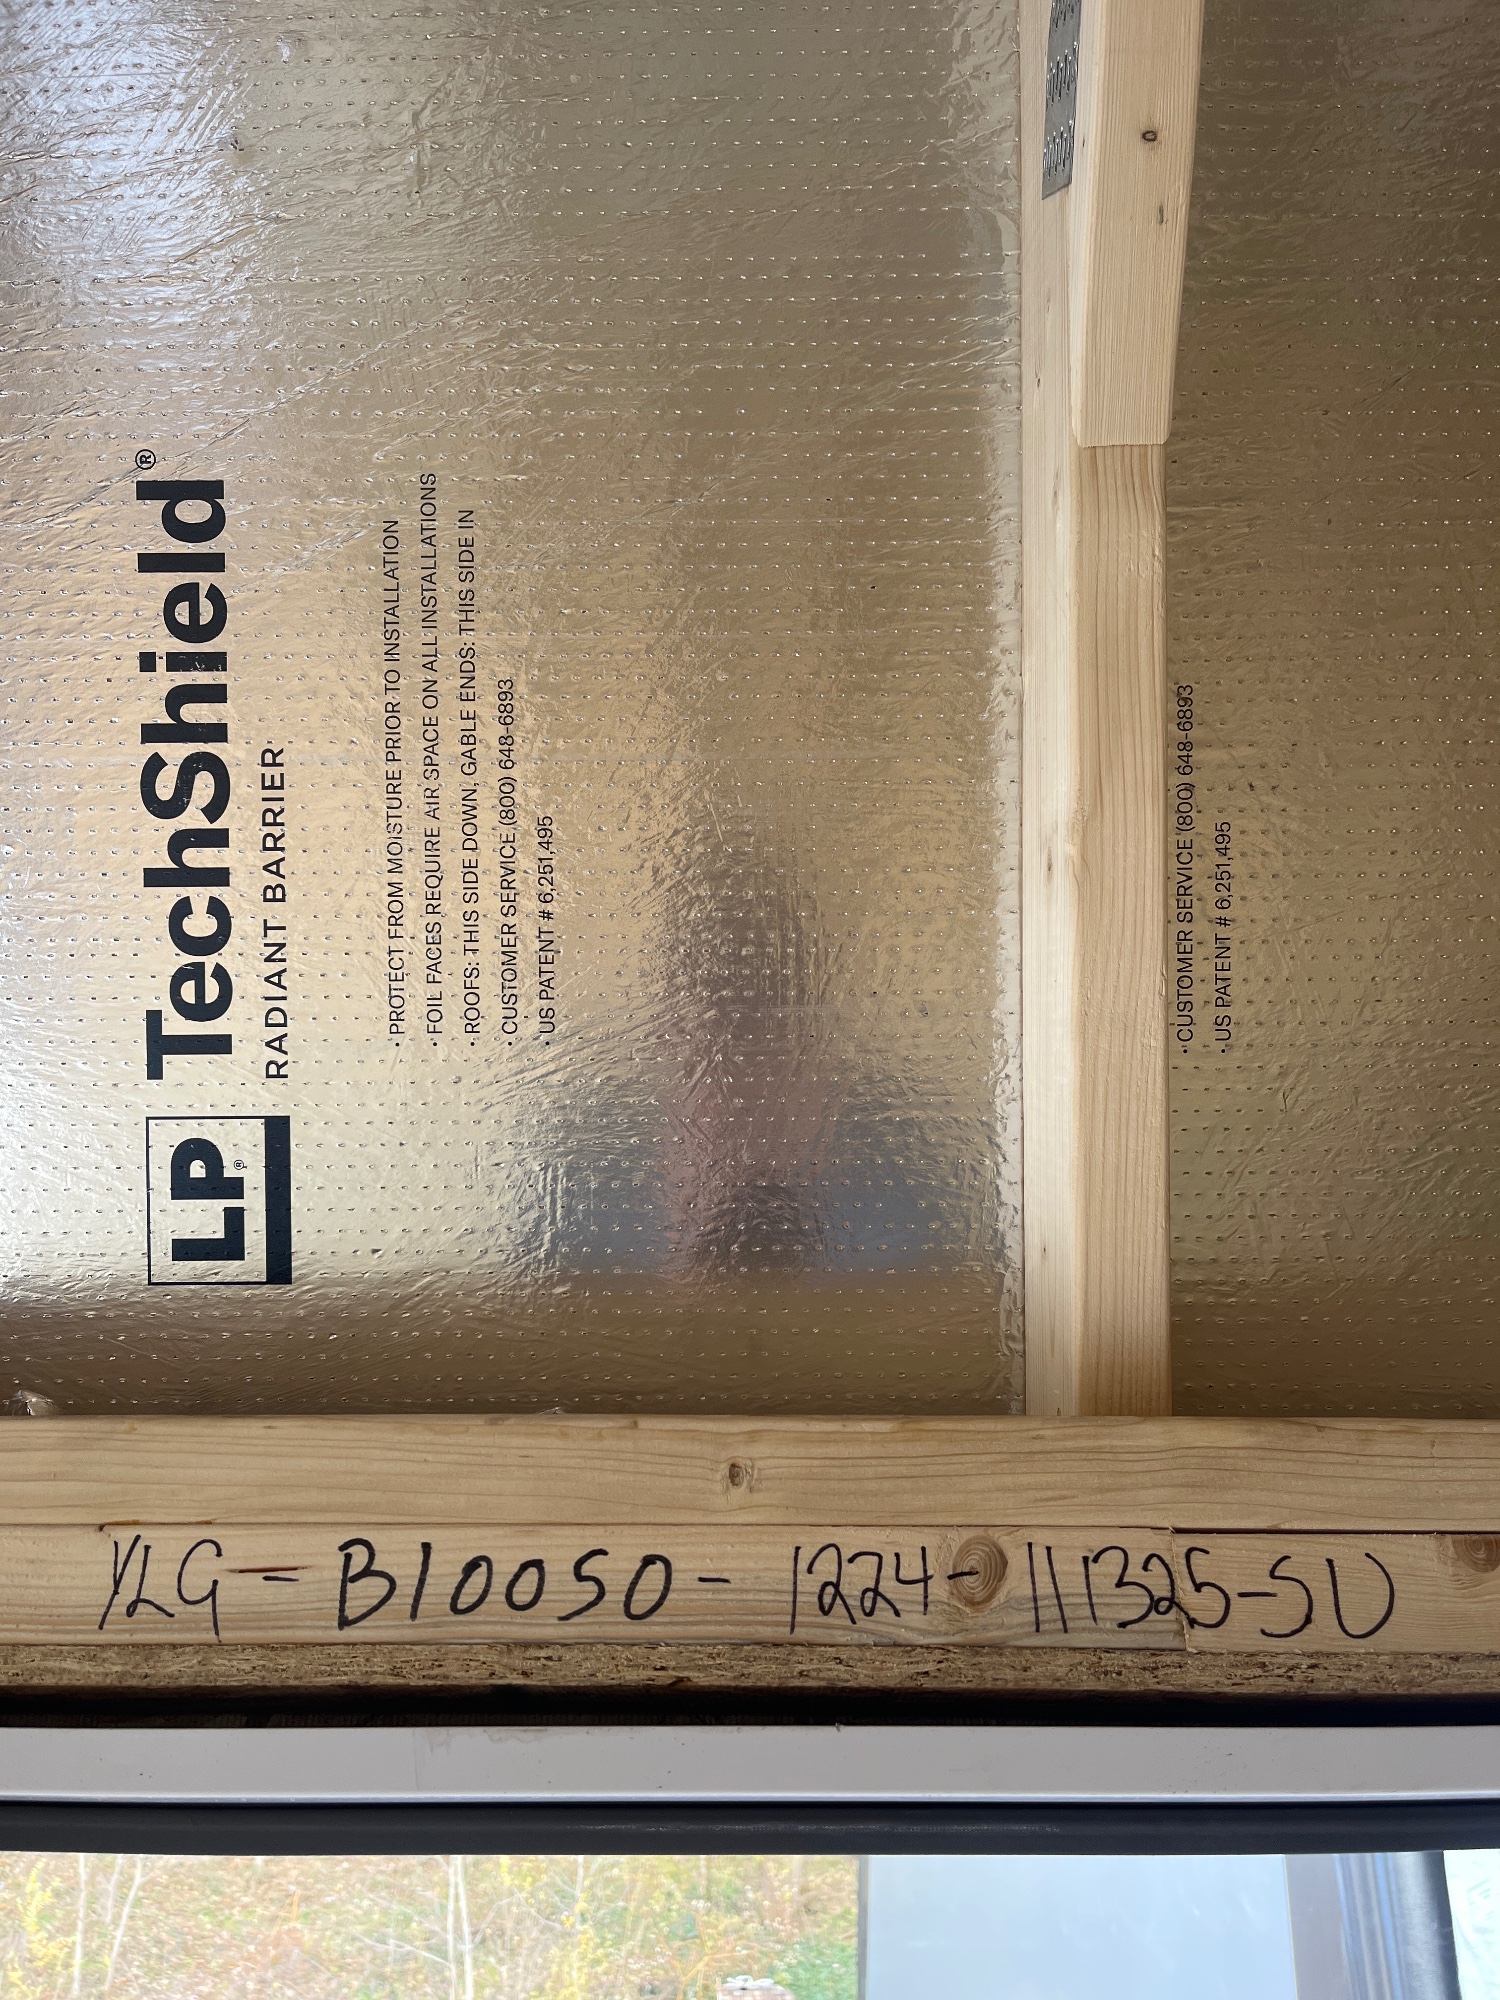 LP®
TechShield®
RADIANT BARRIER
• PROTECT FROM MOISTURE PRIOR TO INSTALLATION
• FOIL FACES REQUIRE AIR SPACE ON ALL INSTALLATIONS
• ROOFS: THIS SIDE DOWN, GABLE ENDS: THIS SIDE IN
• CUSTOMER SERVICE (800) 648-6893
• US PATENT # 6,251,495
• CUSTOMER SERVICE (800) 648-6893
• US PATENT # 6,251,495
YLG - B10050 - 1224-111325-SU